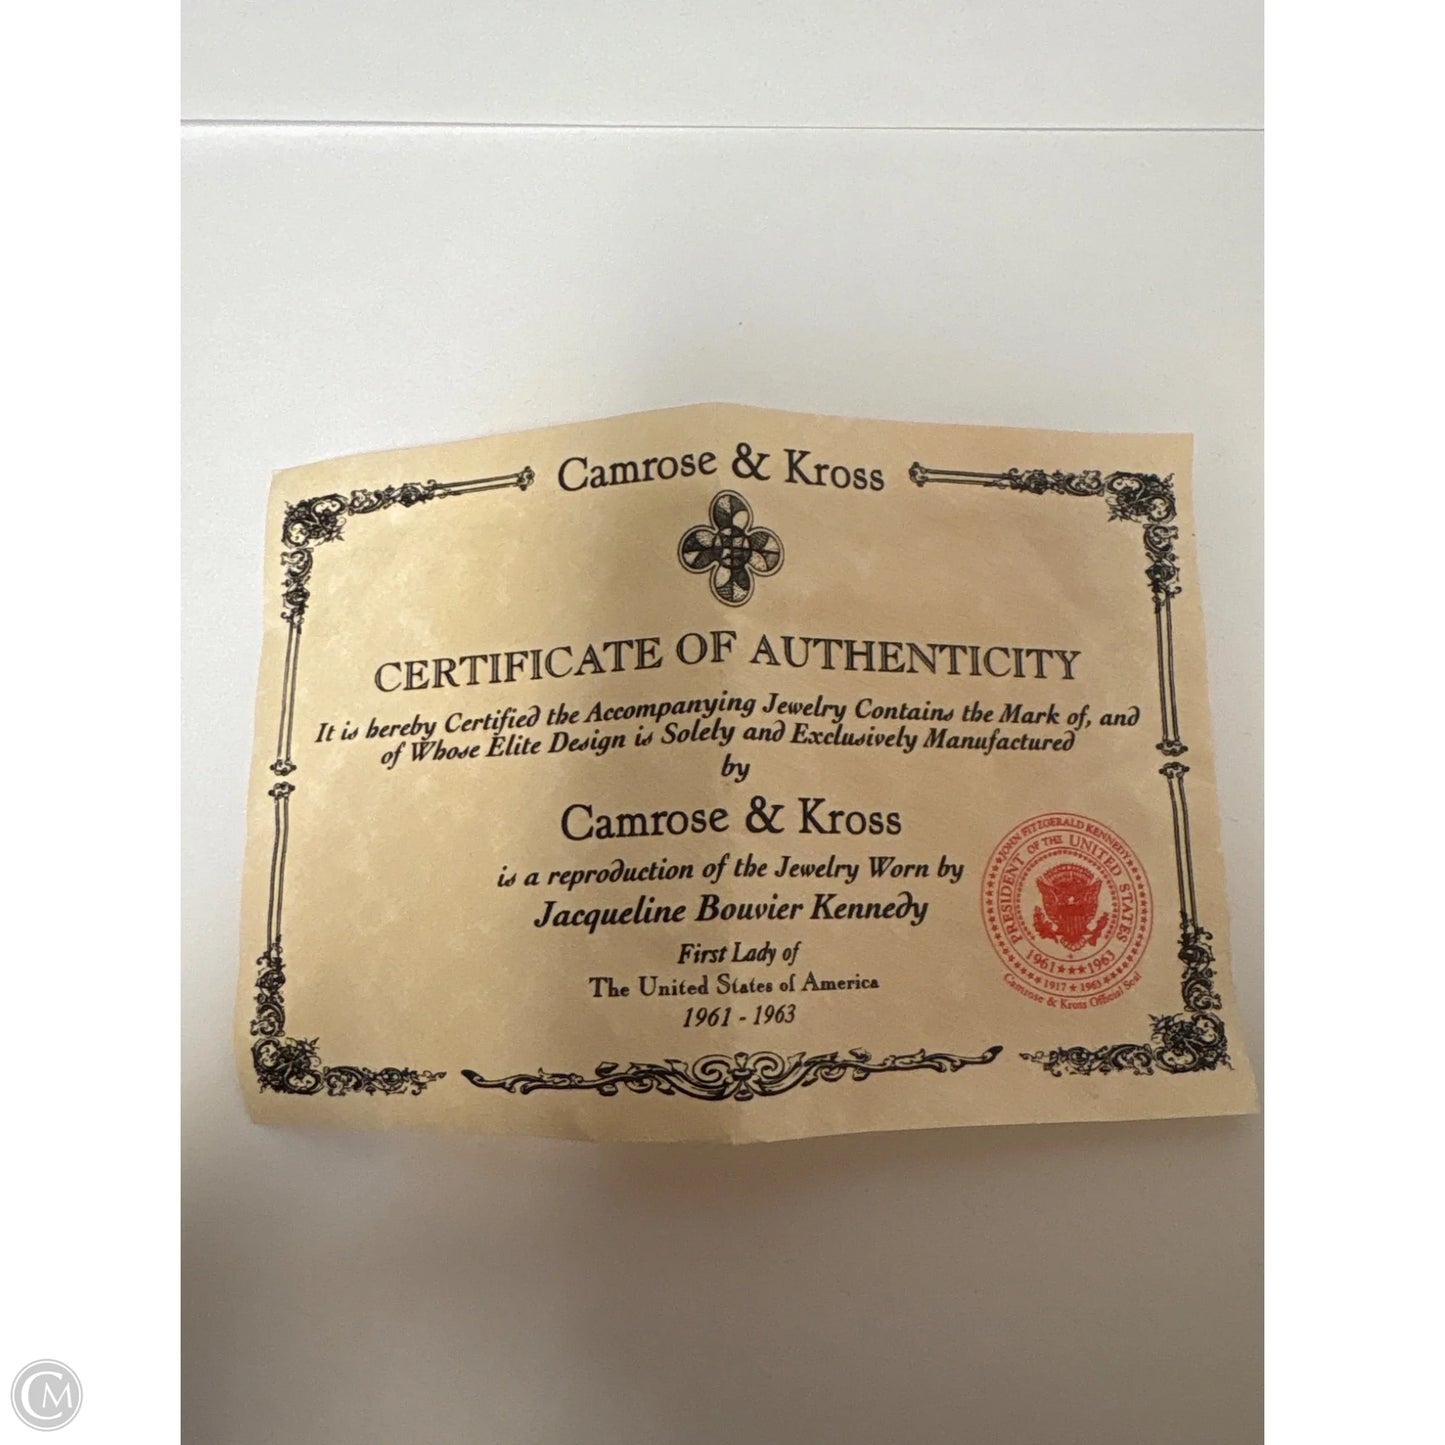 Camrose & Kross
CERTIFICATE OF AUTHENTICITY
It is hereby Certified the Accompanying Jewelry Contains the Mark of, and
of Whose Elite Design is Solely and Exclusively Manufactured
by
Camrose & Kross
is a reproduction of the Jewelry Worn by
Jacqueline Bouvier Kennedy
First Lady of
The United States of America
1961 - 1963
JOHN FITZGERALD KENNEDY
PRESIDENT OF THE UNITED STATES
1961 ★★★ 1963
1917 ★ 1963
Camrose & Kross Official Seal
CM